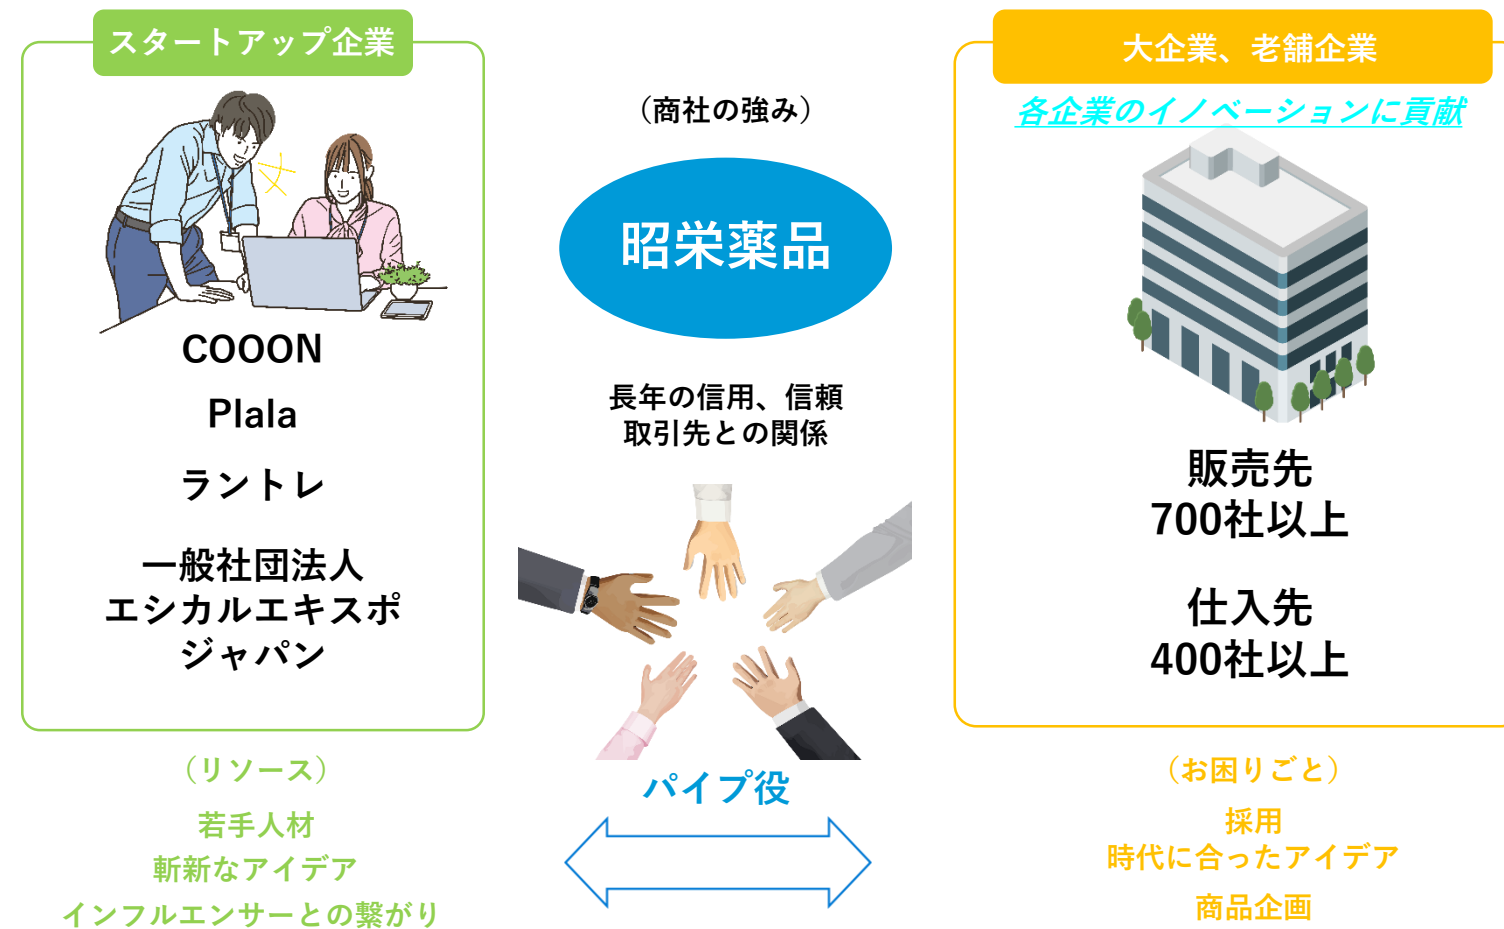 スタートアップ企業
COOON
Plala
ラントレ
一般社団法人
エシカルエキスポ
ジャパン
（リソース）
若手人材
斬新なアイデア
インフルエンサーとの繋がり
（商社の強み）
昭栄薬品
長年の信用、信頼
取引先との関係
パイプ役
大企業、老舗企業
各企業のイノベーションに貢献
販売先
700社以上
仕入先
400社以上
（お困りごと）
採用
時代に合ったアイデア
商品企画